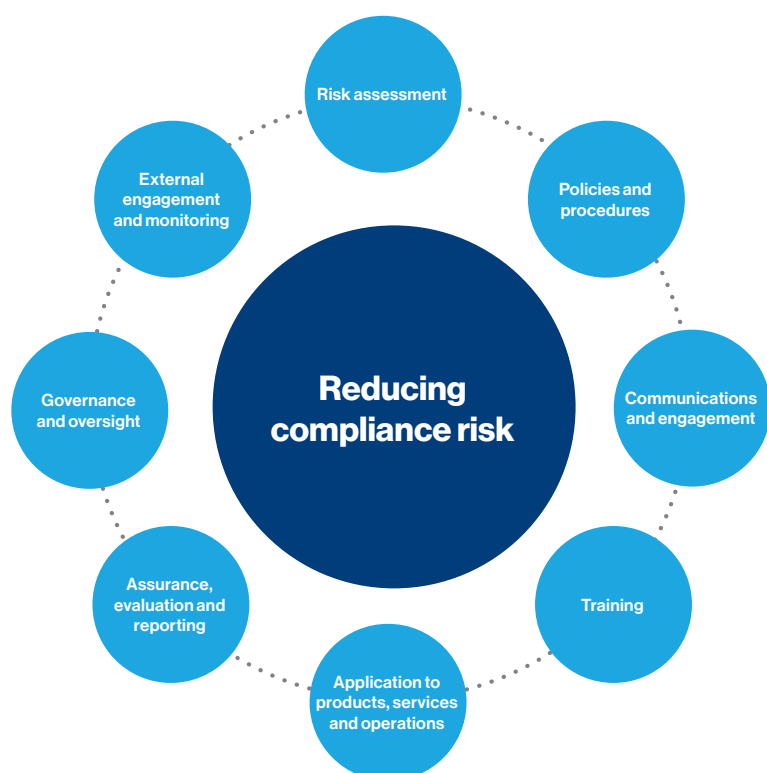 Risk assessment
Policies and
procedures
Communications
and engagement
Training
Application to
products, services
and operations
Assurance,
evaluation and
reporting
Governance
and oversight
External
engagement
and monitoring
Reducing
compliance risk